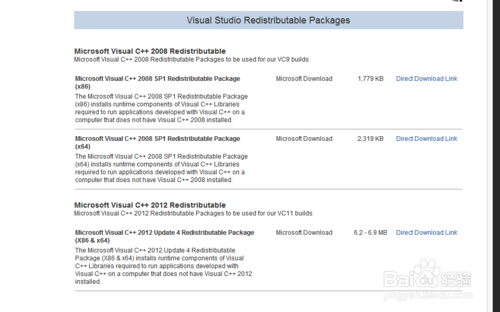 Visual Studio Redistributable Packages
Microsoft Visual C++ 2008 Redistributable
Microsoft Visual C++ 2008 Redistributable Packages to be used for our VC9 builds
Microsoft Visual C++ 2008 SP1 Redistributable Package Microsoft Download 1,779 KB Direct Download Link
(x86)
The Microsoft Visual C++ 2008 SP1 Redistributable Package
(x86) installs runtime components of Visual C++ Libraries
required to run applications developed with Visual C++ on a
computer that does not have Visual C++ 2008 installed.
Microsoft Visual C++ 2008 SP1 Redistributable Package Microsoft Download 2,319 KB Direct Download Link
(x64)
The Microsoft Visual C++ 2008 SP1 Redistributable Package
(x64) installs runtime components of Visual C++ Libraries
required to run applications developed with Visual C++ on a
computer that does not have Visual C++ 2008 installed.
Microsoft Visual C++ 2012 Redistributable
Microsoft Visual C++ 2012 Redistributable Packages to be used for our VC11 builds
Microsoft Visual C++ 2012 Update 4 Redistributable Package Microsoft Download 6.2 - 6.9 MB Direct Download Link
(X86 & x64)
The Microsoft Visual C++ 2012 Update 4 Redistributable
Package (X86 & x64) installs runtime components of Visual
C++ Libraries required to run applications developed with
Visual C++ on a computer that does not have Visual C++ 2012
installed.
Baidu经验
jingyan.baidu.com